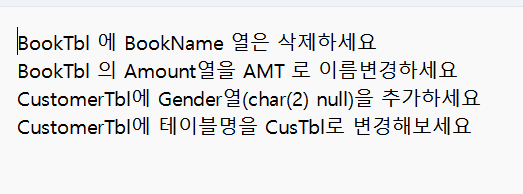 BookTbl 에 BookName 열은 삭제하세요
BookTbl 의 Amount열을 AMT 로 이름변경하세요
CustomerTbl에 Gender열(char(2) null)을 추가하세요
CustomerTbl에 테이블명을 CusTbl로 변경해보세요